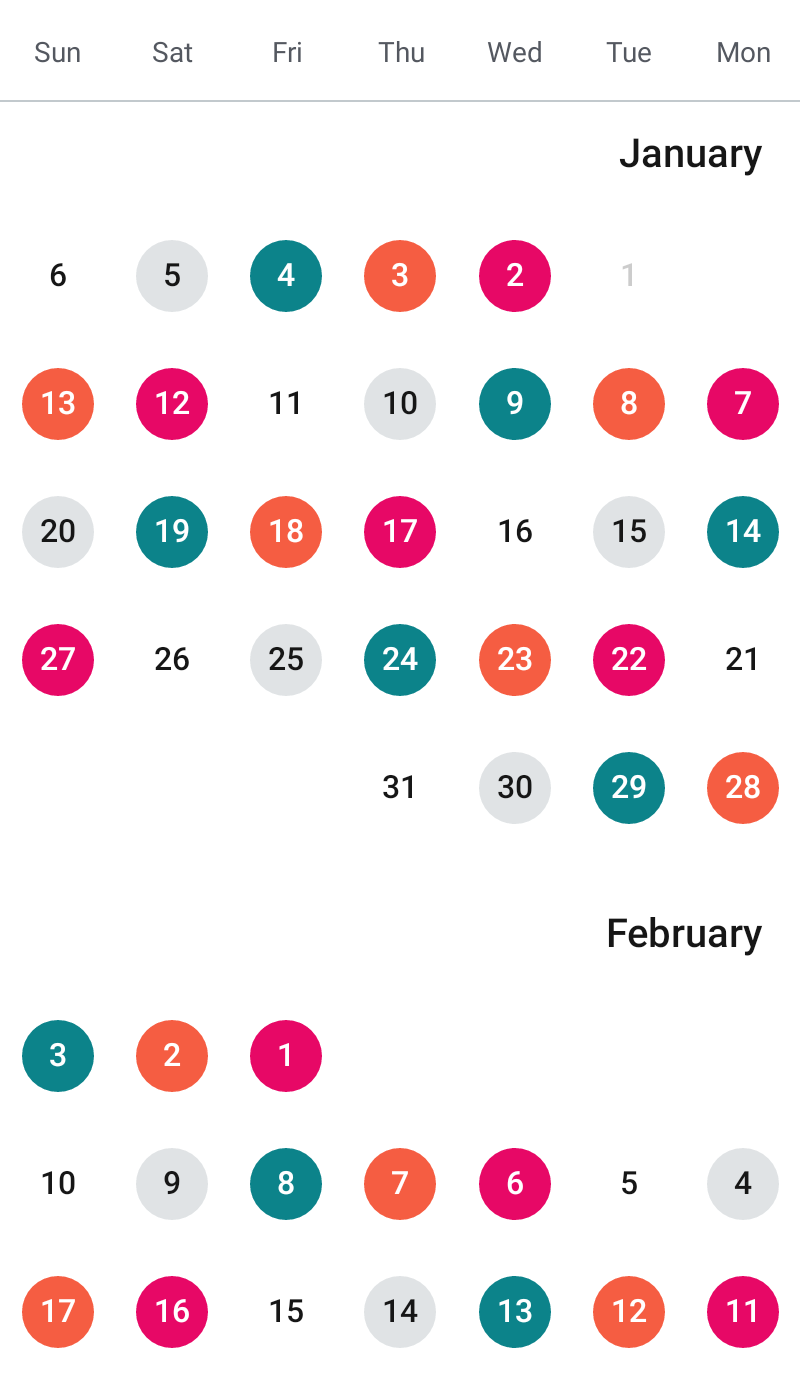 Sun Sat Fri Thu Wed Tue Mon
January
6 5 4 3 2 1
13 12 11 10 9 8 7
20 19 18 17 16 15 14
27 26 25 24 23 22 21
31 30 29 28
February
3 2 1
10 9 8 7 6 5 4
17 16 15 14 13 12 11